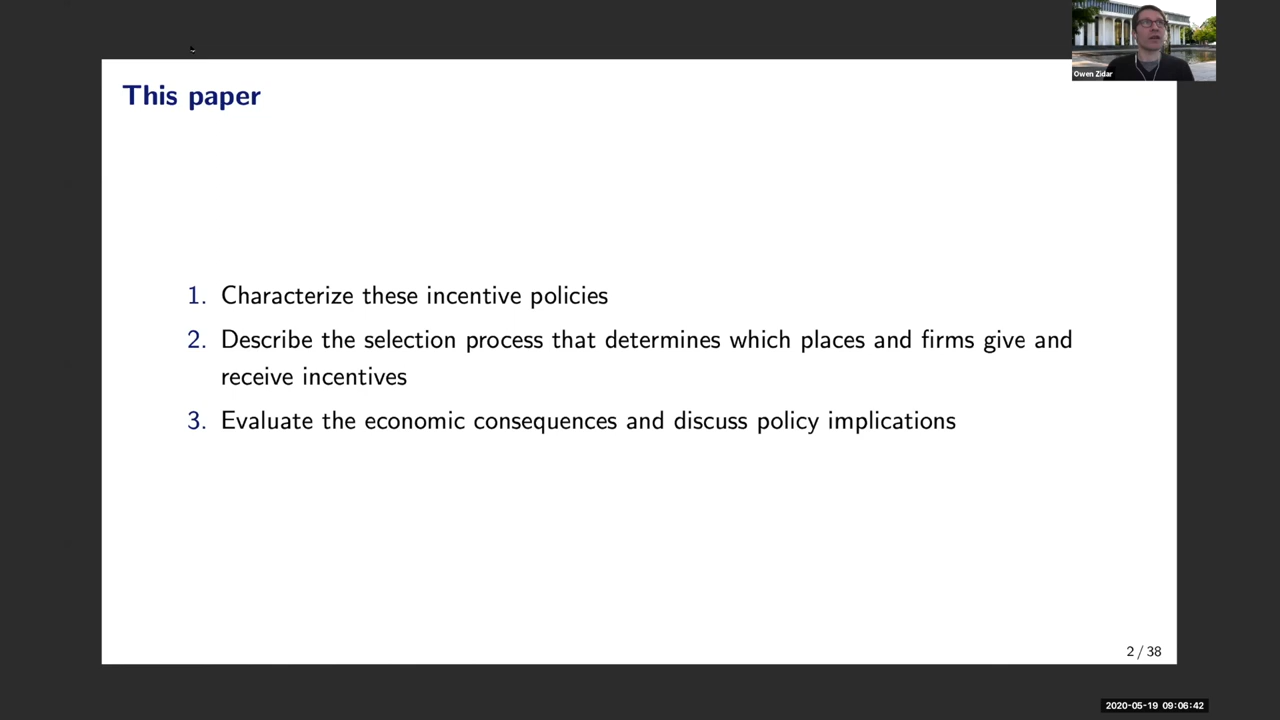 Owen Zidar
This paper
1. Characterize these incentive policies
2. Describe the selection process that determines which places and firms give and
receive incentives
3. Evaluate the economic consequences and discuss policy implications
2 / 38
2020-05-19 09:06:42